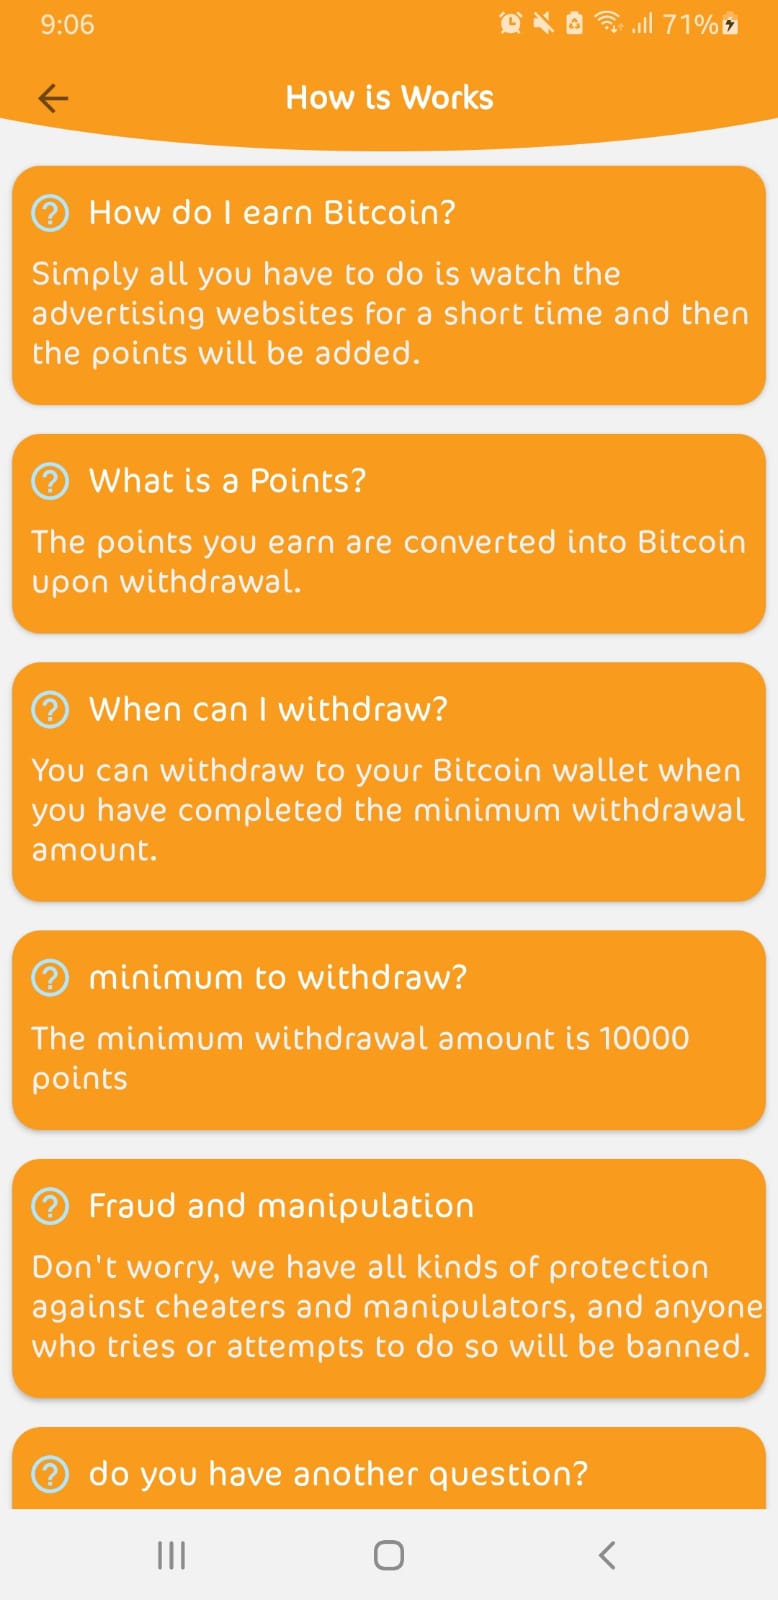 9:06
71%
How is Works
How do I earn Bitcoin?
Simply all you have to do is watch the
advertising websites for a short time and then
the points will be added.
What is a Points?
The points you earn are converted into Bitcoin
upon withdrawal.
When can I withdraw?
You can withdraw to your Bitcoin wallet when
you have completed the minimum withdrawal
amount.
minimum to withdraw?
The minimum withdrawal amount is 10000
points
Fraud and manipulation
Don't worry, we have all kinds of protection
against cheaters and manipulators, and anyone
who tries or attempts to do so will be banned.
do you have another question?